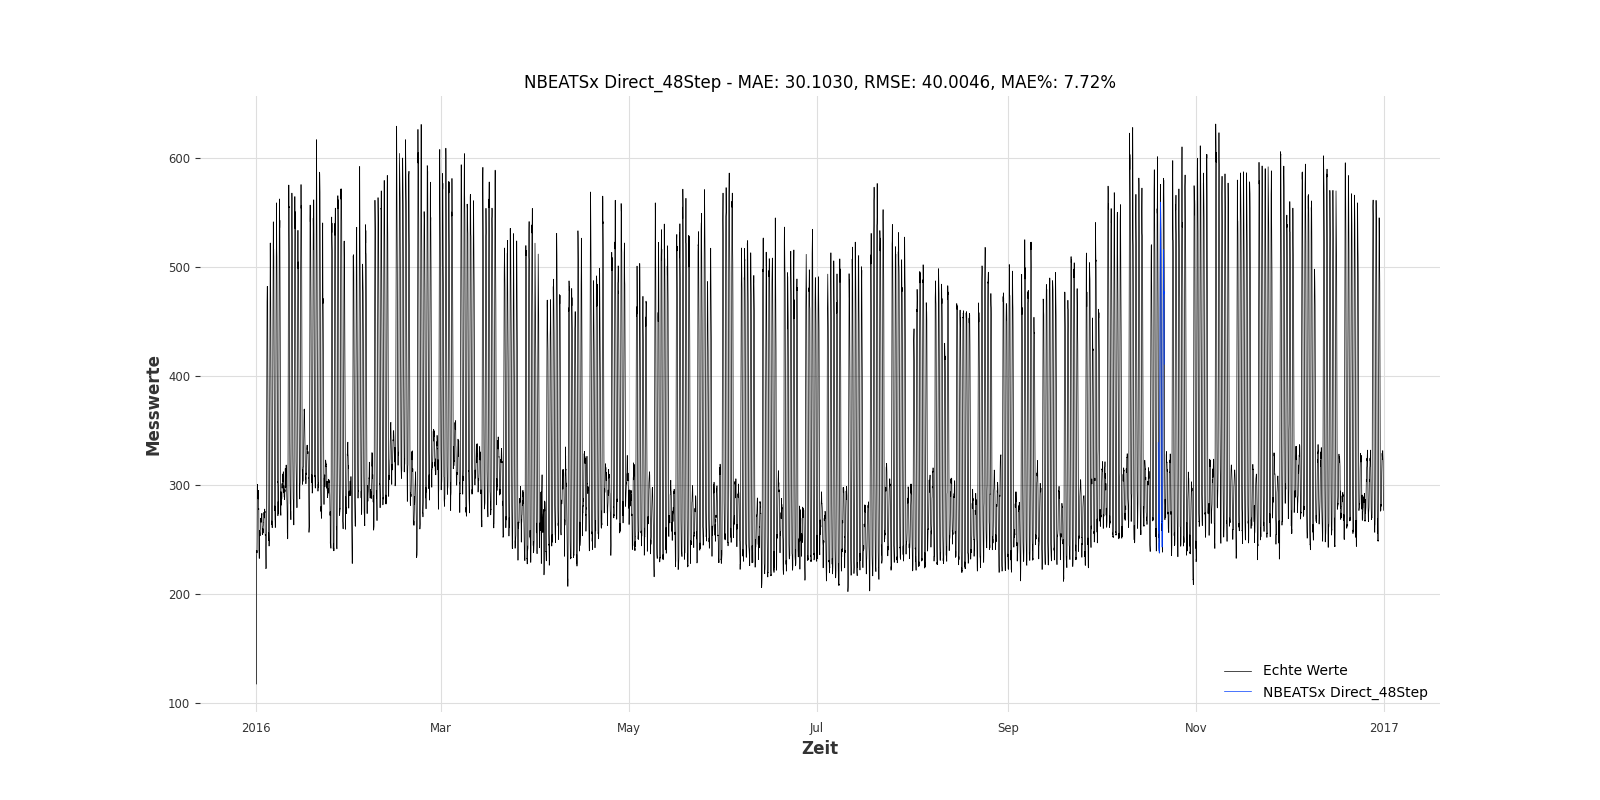 NBEATSx Direct_48Step - MAE: 30.1030, RMSE: 40.0046, MAE%: 7.72%
600
500
400
300
200
100
Messwerte
Echte Werte
NBEATSx Direct_48Step
2016 Mar May Jul Sep Nov 2017
Zeit